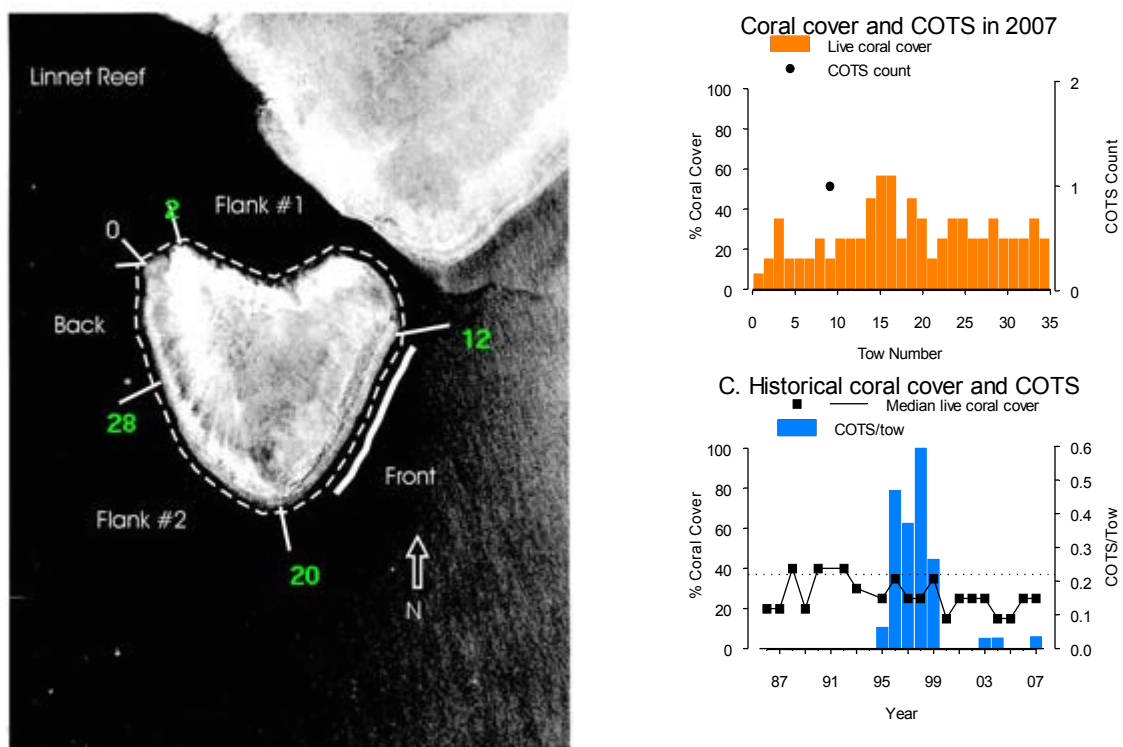 Linnet Reef
Flank #1
2
0
Back
12
28
Front
Flank #2
20
N
Coral cover and COTS in 2007
Live coral cover
COTS count
100
80
60
40
20
0
% Coral Cover
2
1
0
COTS Count
0 5 10 15 20 25 30 35
Tow Number
C. Historical coral cover and COTS
Median live coral cover
COTS/tow
100
80
60
40
20
0
% Coral Cover
0.6
0.5
0.4
0.3
0.2
0.1
0.0
COTS/Tow
87 91 95 99 03 07
Year